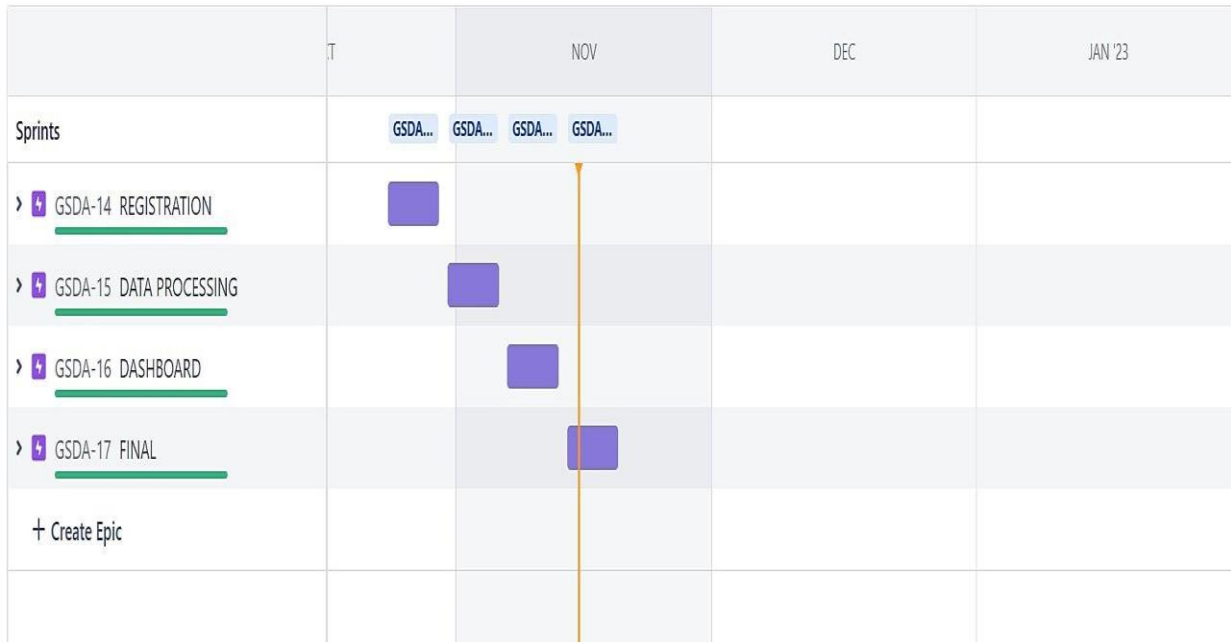 NOV DEC JAN '23
Sprints GSDA... GSDA... GSDA... GSDA...
GSDA-14 REGISTRATION
GSDA-15 DATA PROCESSING
GSDA-16 DASHBOARD
GSDA-17 FINAL
+ Create Epic